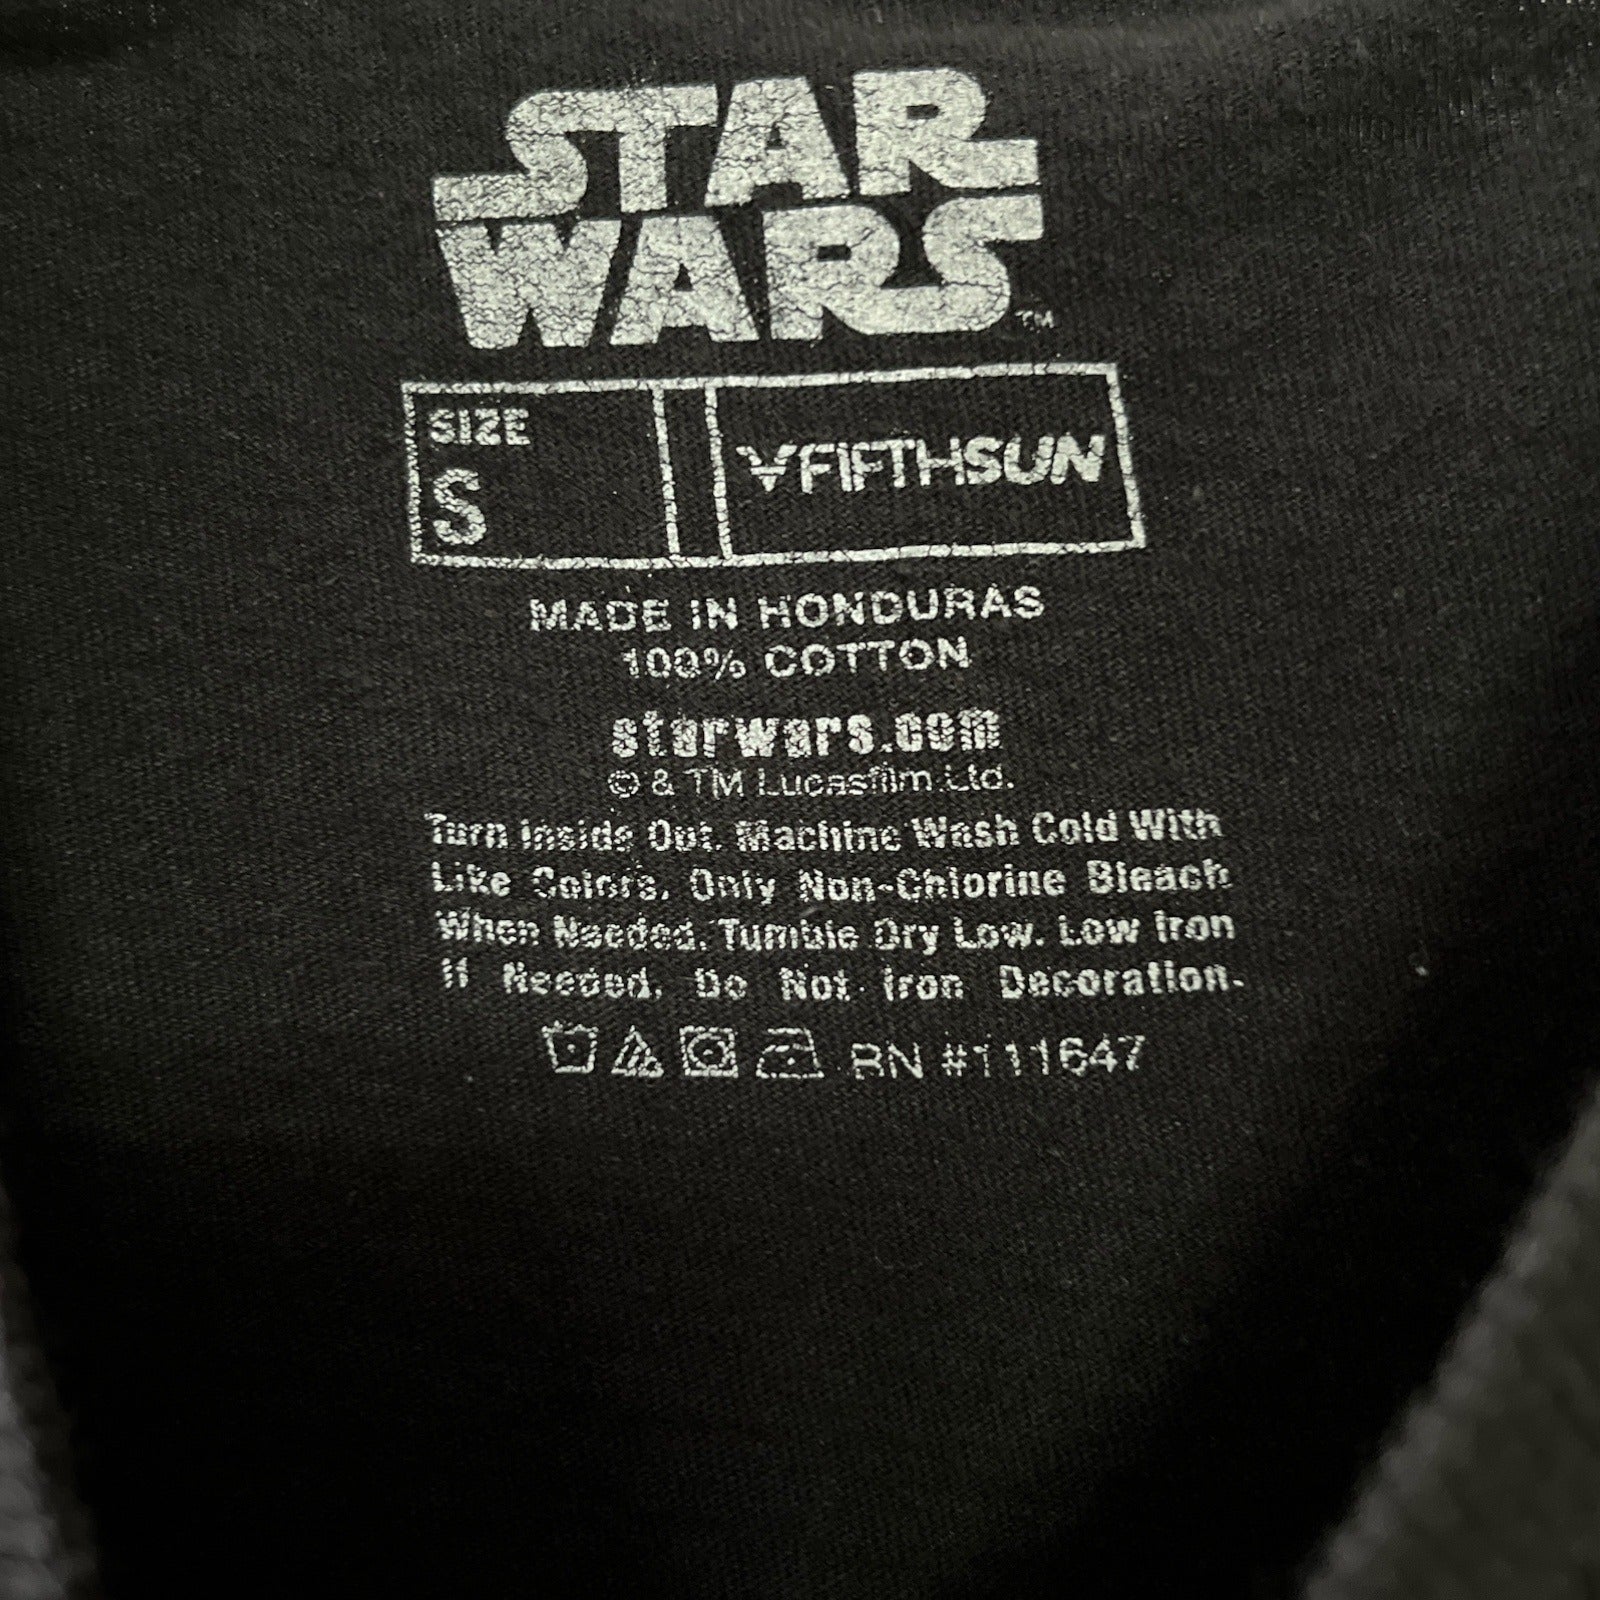 STAR
WARS
TM
SIZE
S
FIFTHSUN
MADE IN HONDURAS
100% COTTON
starwars.com
© & TM Lucasfilm Ltd.
Turn Inside Out. Machine Wash Cold With
Like Colors. Only Non-Chlorine Bleach
When Needed. Tumble Dry Low. Low Iron
If Needed. Do Not Iron Decoration.
RN #111647